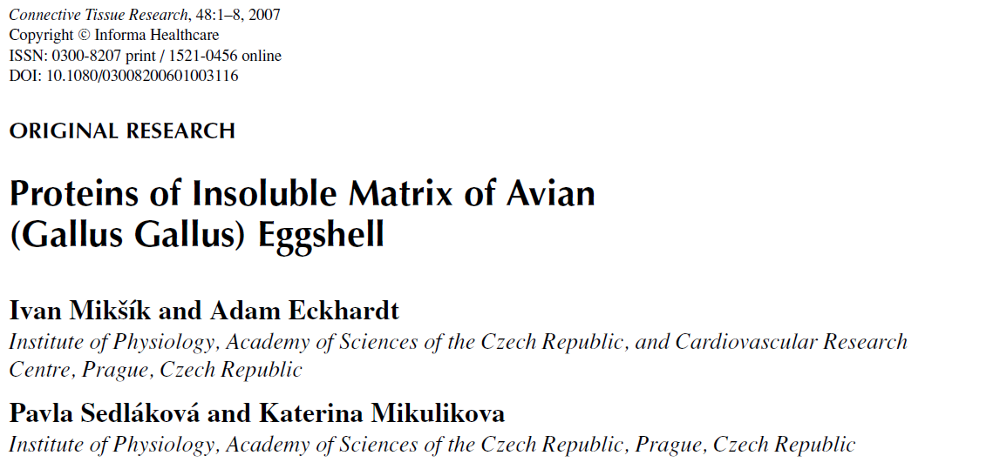 Connective Tissue Research, 48:1–8, 2007
Copyright © Informa Healthcare
ISSN: 0300-8207 print / 1521-0456 online
DOI: 10.1080/03008200601003116
ORIGINAL RESEARCH
Proteins of Insoluble Matrix of Avian
(Gallus Gallus) Eggshell
Ivan Mikšík and Adam Eckhardt
Institute of Physiology, Academy of Sciences of the Czech Republic, and Cardiovascular Research
Centre, Prague, Czech Republic
Pavla Sedláková and Katerina Mikulikova
Institute of Physiology, Academy of Sciences of the Czech Republic, Prague, Czech Republic